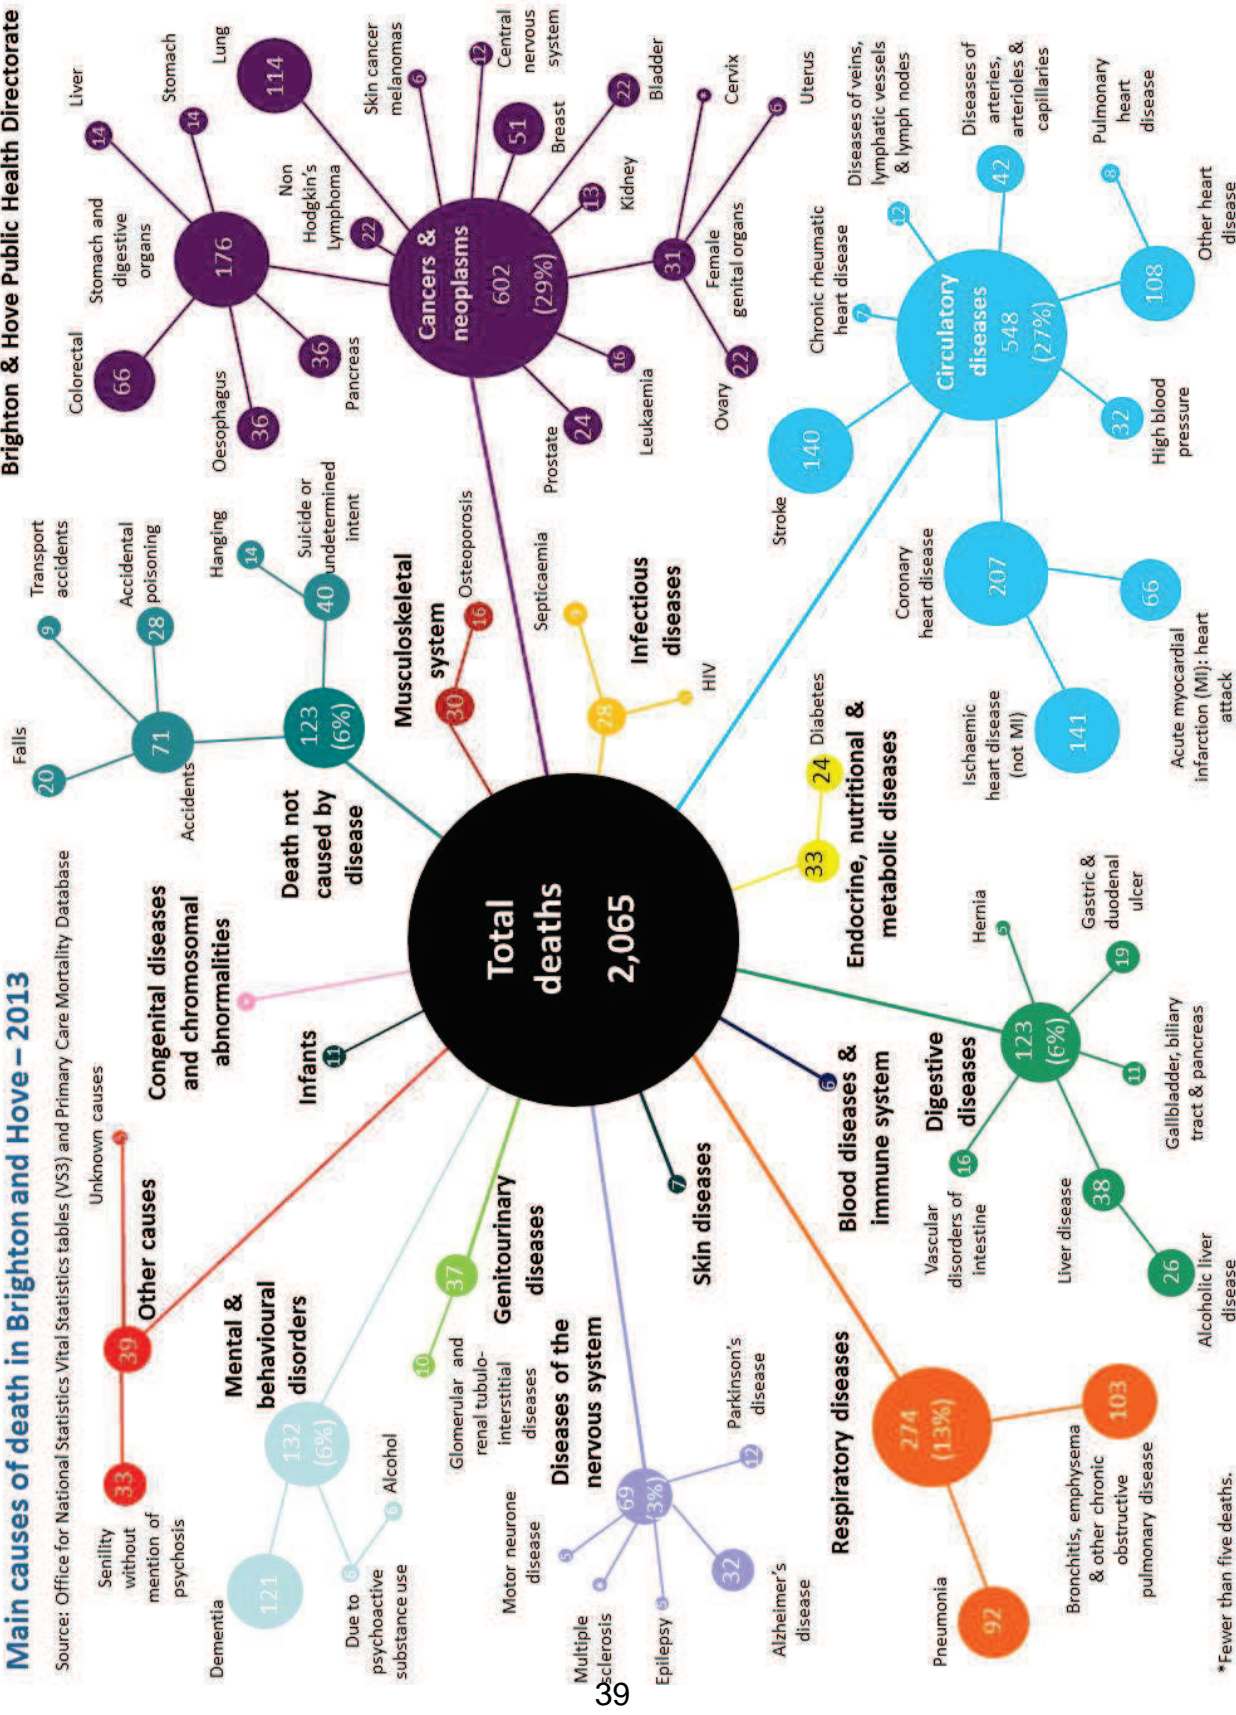 Main causes of death in Brighton and Hove – 2013
Brighton & Hove Public Health Directorate
Source: Office for National Statistics Vital Statistics tables (VS3) and Primary Care Mortality Database
Total
deaths
2,065
Other causes
39
Unknown causes
Senility
without
mention of
psychosis
33
Congenital diseases
and chromosomal
abnormalities
*
Infants
11
Death not
caused by
disease
123
(6%)
Accidents
71
Falls
20
Transport
accidents
9
Accidental
poisoning
28
Suicide or
undetermined
intent
40
Hanging
14
Musculoskeletal
system
30
Osteoporosis
16
Infectious
diseases
28
Septicaemia
9
HIV
Cancers &
neoplasms
602
(29%)
Stomach and
digestive
organs
176
Colorectal
66
Oesophagus
36
Pancreas
36
Liver
14
Stomach
14
Lung
114
Non
Hodgkin's
Lymphoma
22
Skin cancer
melanomas
6
Central
nervous
system
12
Breast
51
Bladder
22
Kidney
13
Female
genital organs
31
Cervix
*
Uterus
6
Ovary
22
Leukaemia
16
Prostate
24
Circulatory
diseases
548
(27%)
Stroke
140
Chronic rheumatic
heart disease
7
Diseases of veins,
lymphatic vessels
& lymph nodes
12
Diseases of
arteries,
arterioles &
capillaries
42
Other heart
disease
108
Pulmonary
heart
disease
8
High blood
pressure
32
Coronary
heart disease
207
Ischaemic
heart disease
(not MI)
141
Acute myocardial
infarction (MI): heart
attack
66
Endocrine, nutritional &
metabolic diseases
33
Diabetes
24
Digestive
diseases
123
(6%)
Hernia
5
Gastric &
duodenal
ulcer
19
Gallbladder, biliary
tract & pancreas
11
Liver disease
38
Alcoholic liver
disease
26
Vascular
disorders of
intestine
16
Blood diseases &
immune system
6
Skin diseases
7
Respiratory diseases
274
(13%)
Pneumonia
92
Bronchitis, emphysema
& other chronic
obstructive
pulmonary disease
103
Diseases of the
nervous system
69
(3%)
Motor neurone
disease
5
Multiple
sclerosis
*
Epilepsy
5
Alzheimer's
disease
32
Parkinson's
disease
12
Genitourinary
diseases
37
Glomerular and
renal tubulo-
interstitial
diseases
10
Mental &
behavioural
disorders
132
(6%)
Dementia
121
Due to
psychoactive
substance use
6
Alcohol
6
*Fewer than five deaths.
39